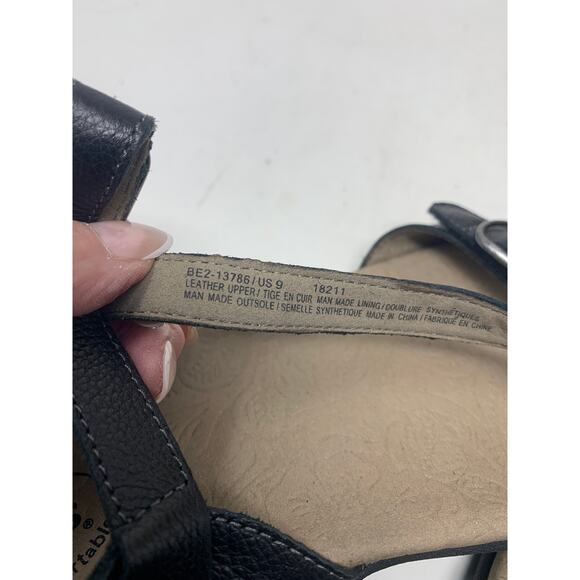 BE2-13786/US 9 18211
LEATHER UPPER/TIGE EN CUIR MAN MADE LINING/DOUBLURE SYNTHETIQUES
MAN MADE OUTSOLE/SEMELLE SYNTHETIQUE MADE IN CHINA/FABRIQUE EN CHINE
®